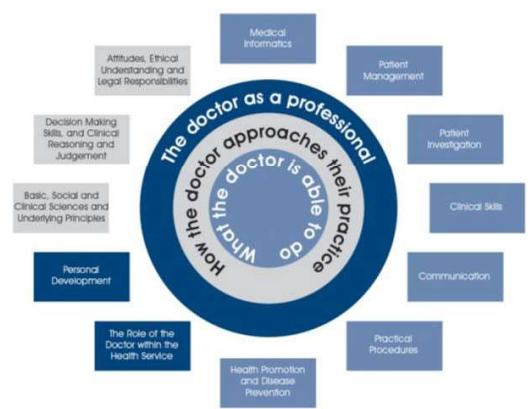 Medical
Informatics
Patient
Management
Patient
Investigation
Clinical Skills
Communication
Practical
Procedures
Health Promotion
and Disease
Prevention
The Role of the
Doctor within the
Health Service
Personal
Development
Basic, Social and
Clinical Sciences and
Underlying Principles
Decision Making
Skills, and Clinical
Reasoning and
Judgement
Attitudes, Ethical
Understanding and
Legal Responsibilities
The doctor as a professional
How the doctor approaches their practice
What the doctor is able to do